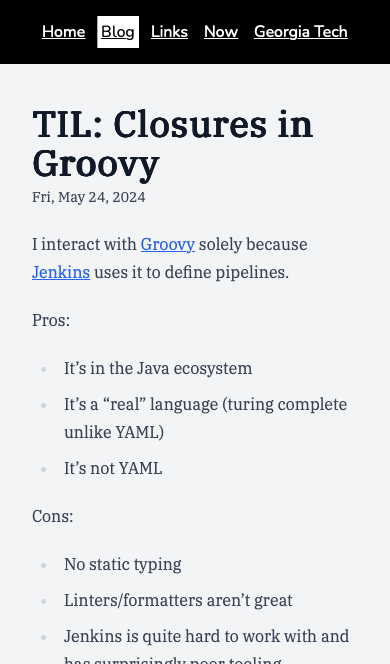 Home Blog Links Now Georgia Tech
TIL: Closures in
Groovy
Fri, May 24, 2024
I interact with Groovy solely because
Jenkins uses it to define pipelines.
Pros:
It’s in the Java ecosystem
It’s a “real” language (turing complete
unlike YAML)
It’s not YAML
Cons:
No static typing
Linters/formatters aren’t great
Jenkins is quite hard to work with and
has surprisingly poor tooling